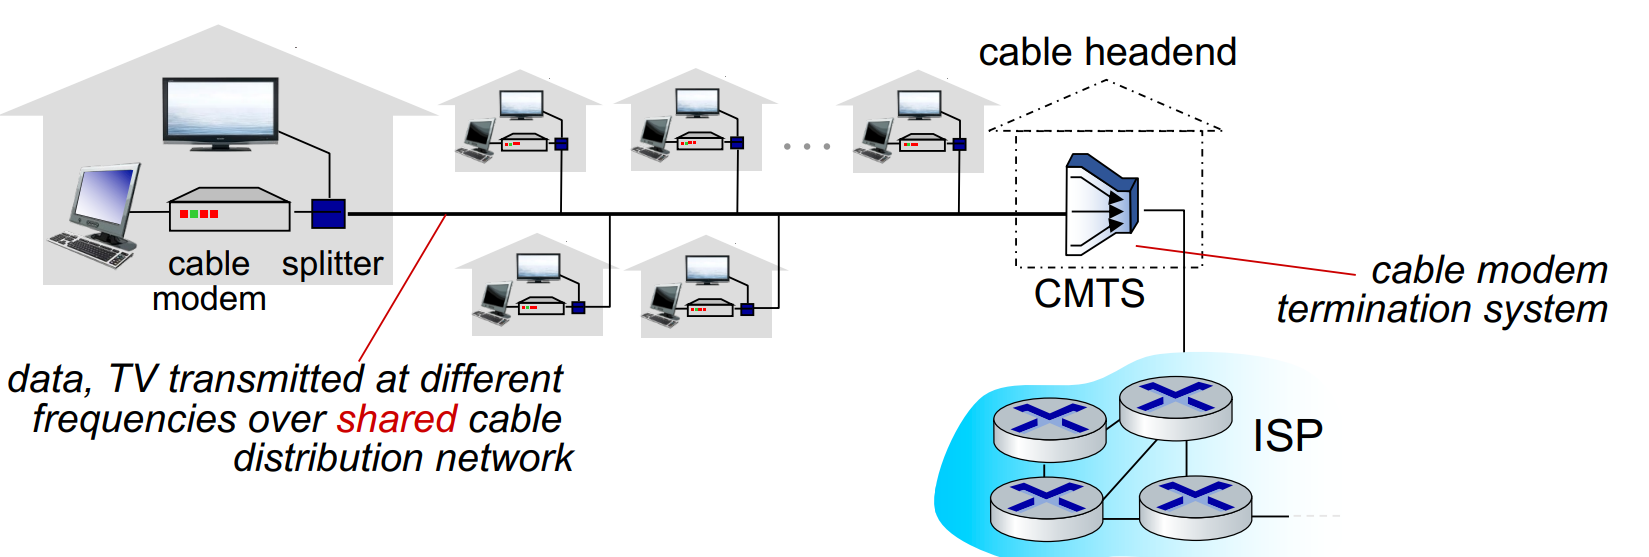 cable headend
cable
modem
splitter
CMTS
cable modem
termination system
data, TV transmitted at different
frequencies over shared cable
distribution network
ISP